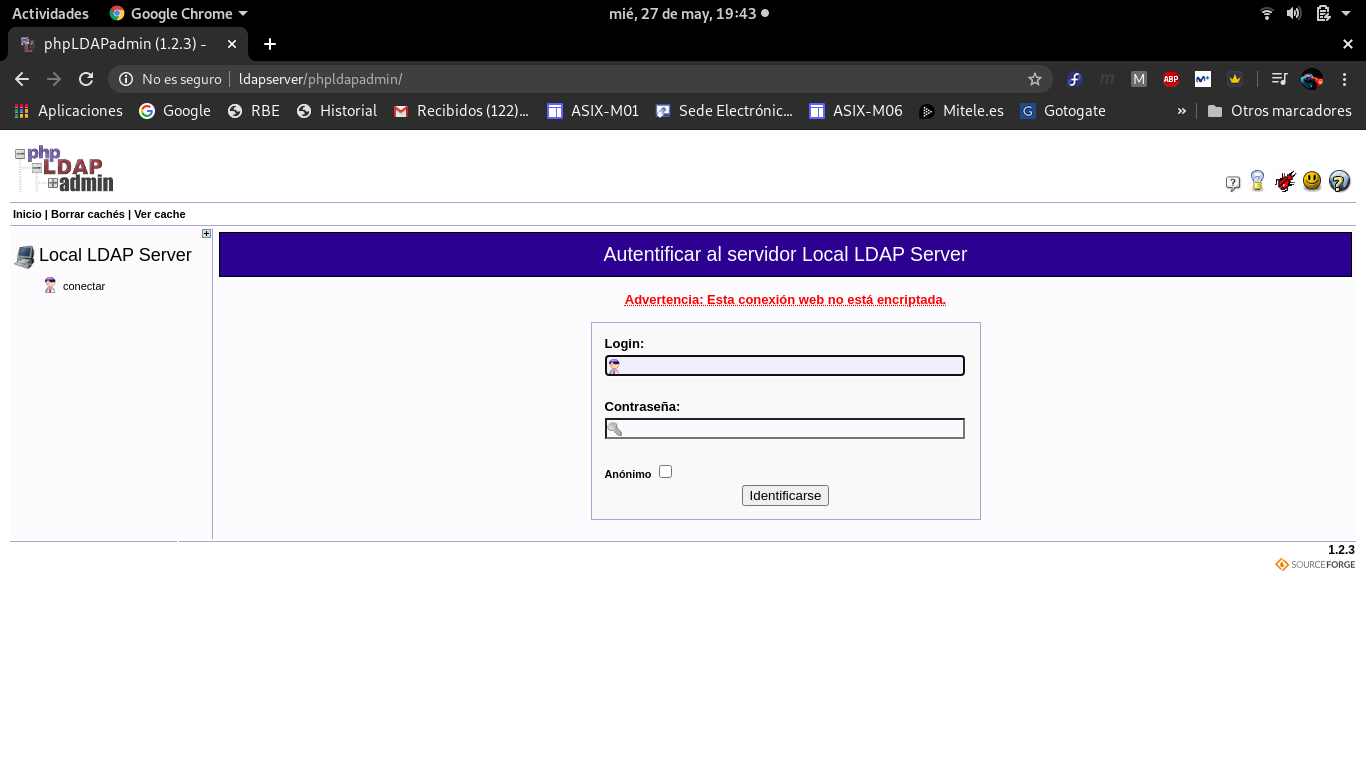 Actividades Google Chrome mié, 27 de may, 19:43
phpLDAPadmin (1.2.3) -
No es seguro ldapserver/phpldapadmin/
Aplicaciones Google RBE Historial Recibidos (122)... ASIX-M01 Sede Electrónic... ASIX-M06 Mitele.es Gotogate » Otros marcadores
php
LDAP
admin
Inicio | Borrar cachés | Ver cache
Local LDAP Server
conectar
Autentificar al servidor Local LDAP Server
Advertencia: Esta conexión web no está encriptada.
Login:
Contraseña:
Anónimo
Identificarse
1.2.3
SOURCEFORGE